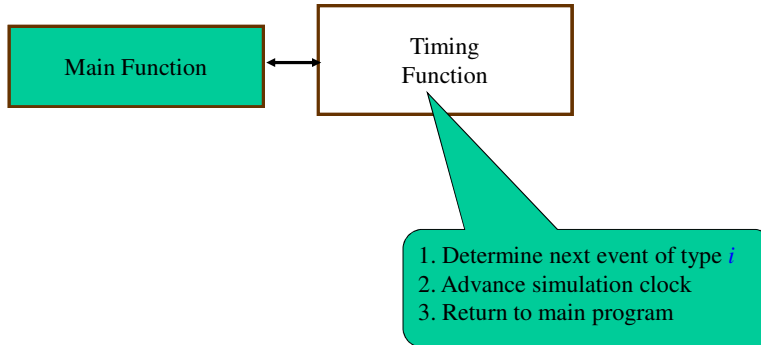 Main Function
Timing
Function
1. Determine next event of type i
2. Advance simulation clock
3. Return to main program